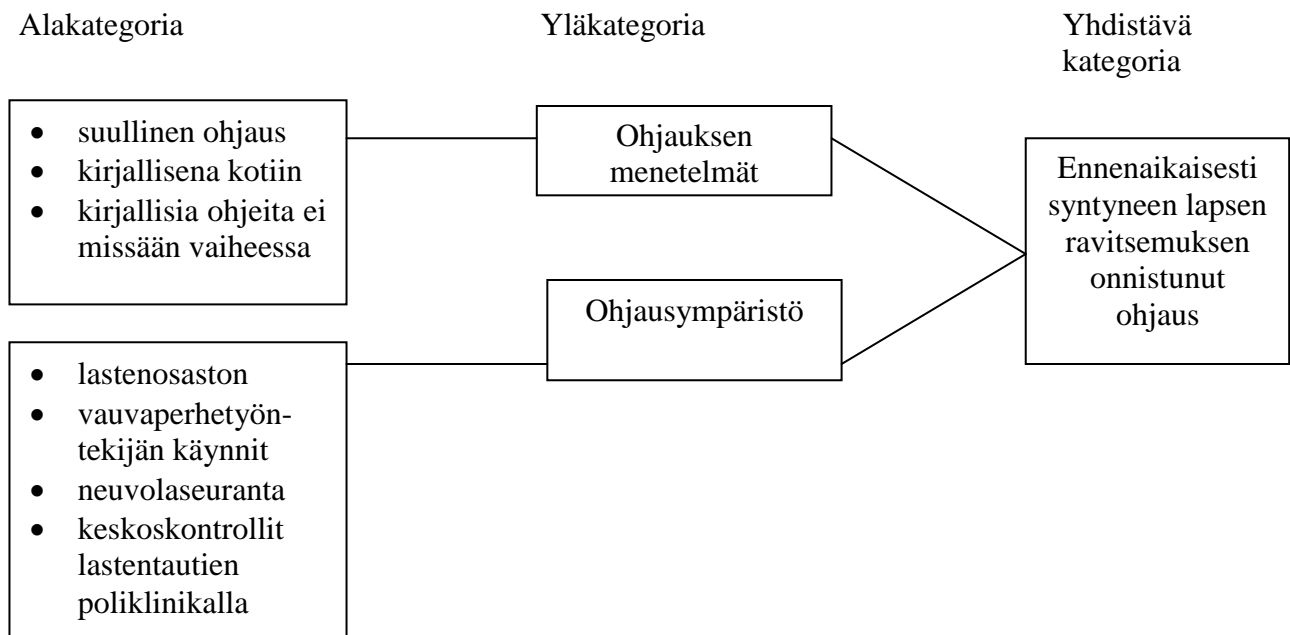 Alakategoria
Yläkategoria
Yhdistävä
kategoria
• suullinen ohjaus
• kirjallisena kotiin
• kirjallisia ohjeita ei
missään vaiheessa
Ohjauksen
menetelmät
Ennenaikaisesti
syntyneen lapsen
ravitsemuksen
onnistunut
ohjaus
Ohjausympäristö
• lastenosaston
• vauvaperhetyön-
tekijän käynnit
• neuvolaseuranta
• keskoskontrollit
lastentautien
poliklinikalla